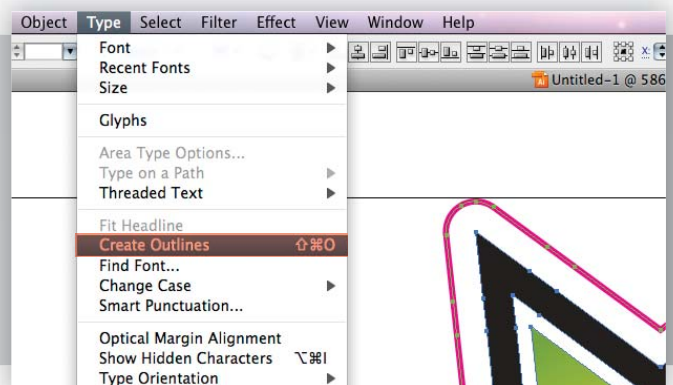 Object Type Select Filter Effect View Window Help
x:
Ai Untitled-1 @ 586
Font
Recent Fonts
Size
Glyphs
Area Type Options...
Type on a Path
Threaded Text
Fit Headline
Create Outlines ⇧⌘O
Find Font...
Change Case
Smart Punctuation...
Optical Margin Alignment
Show Hidden Characters ⌥⌘I
Type Orientation